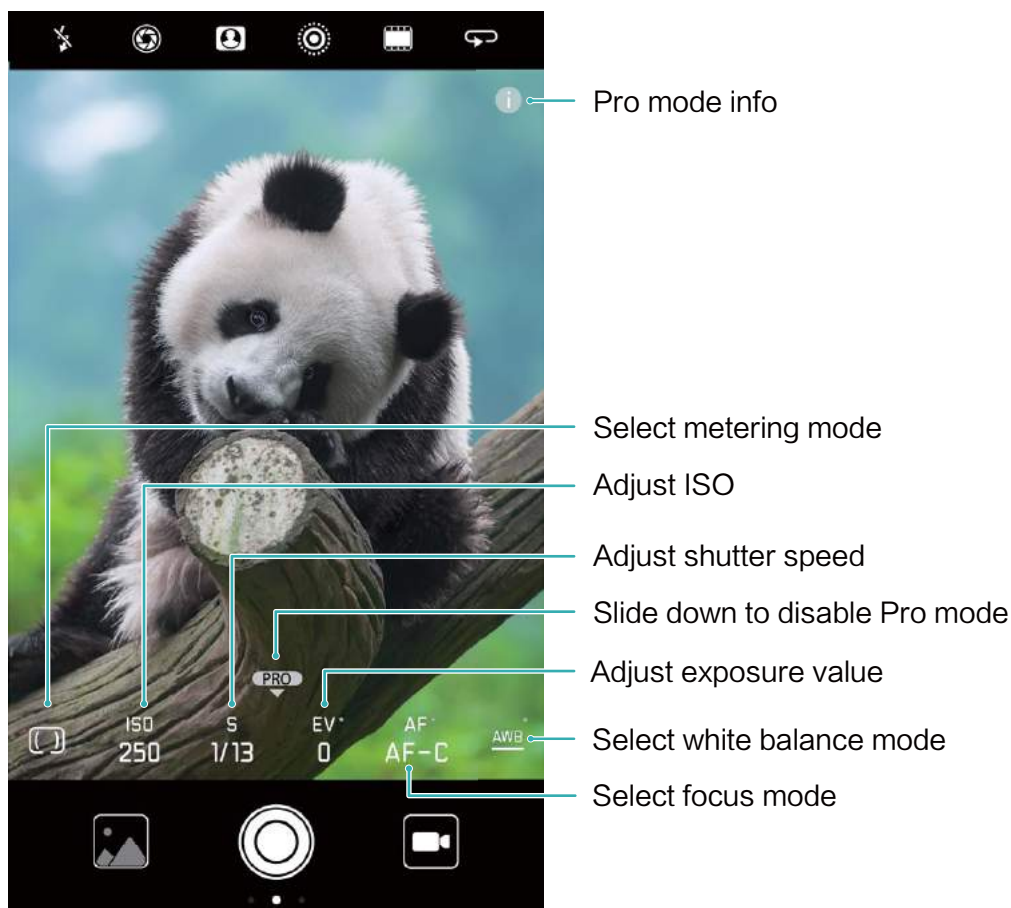 i
Pro mode info
Select metering mode
Adjust ISO
Adjust shutter speed
Slide down to disable Pro mode
PRO
Adjust exposure value
ISO S EV AF AWB
250 1/13 0 AF-C
Select white balance mode
Select focus mode